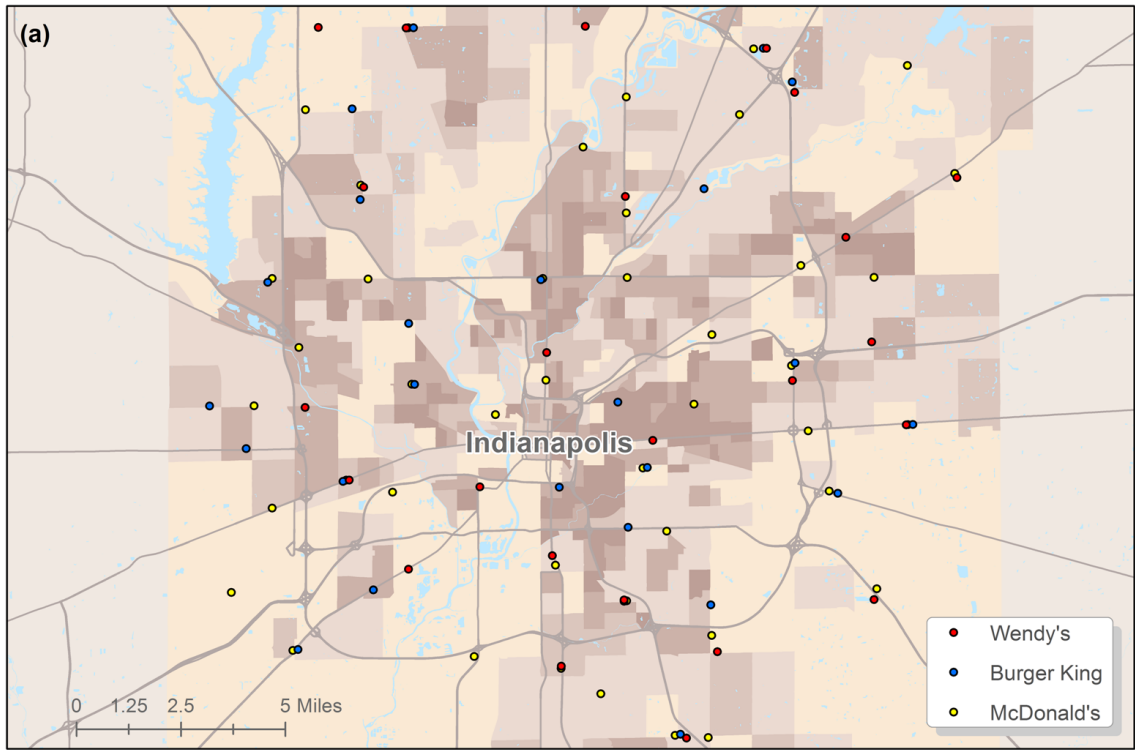 (a)
Indianapolis
Wendy's
Burger King
McDonald's
0 1.25 2.5 5 Miles